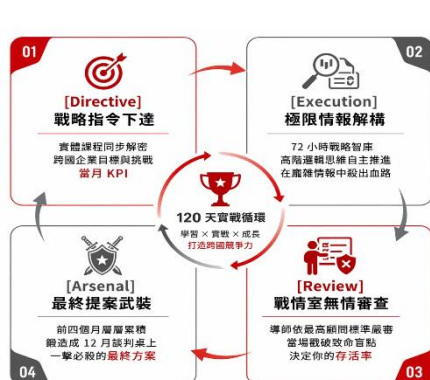 01
[Directive]
戰略指令下達
實體課程同步解密
跨國企業目標與挑戰
當月 KPI
02
[Execution]
極限情報解構
72 小時戰略智庫
高階邏輯思維自主推進
在龐雜情報中殺出血路
120 天實戰循環
學習 × 實戰 × 成長
打造跨國競爭力
[Arsenal]
最終提案武裝
前四個月層層累積
鍛造成 12 月談判桌上
一擊必殺的最終方案
04
[Review]
戰情室無情審查
導師依最高顧問標準嚴審
當場戳破致命盲點
決定你的存活率
03